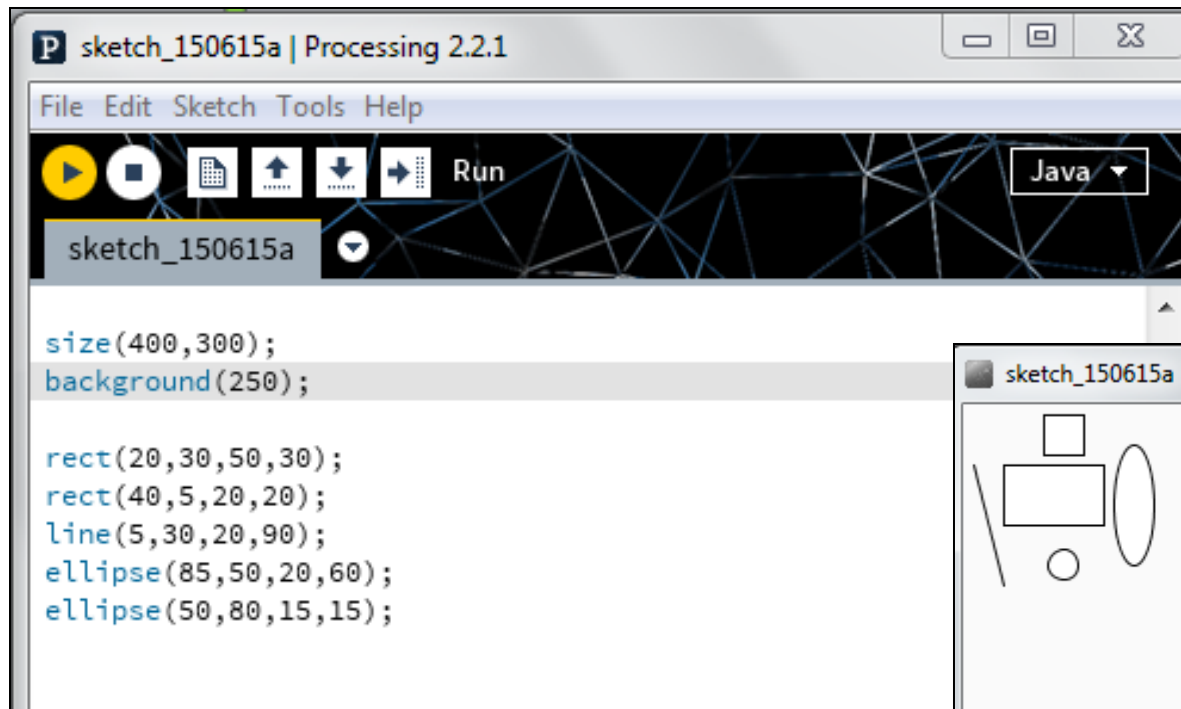 sketch_150615a | Processing 2.2.1
File Edit Sketch Tools Help
Run
Java
sketch_150615a
size(400,300);
background(250);
rect(20,30,50,30);
rect(40,5,20,20);
line(5,30,20,90);
ellipse(85,50,20,60);
ellipse(50,80,15,15);
sketch_150615a